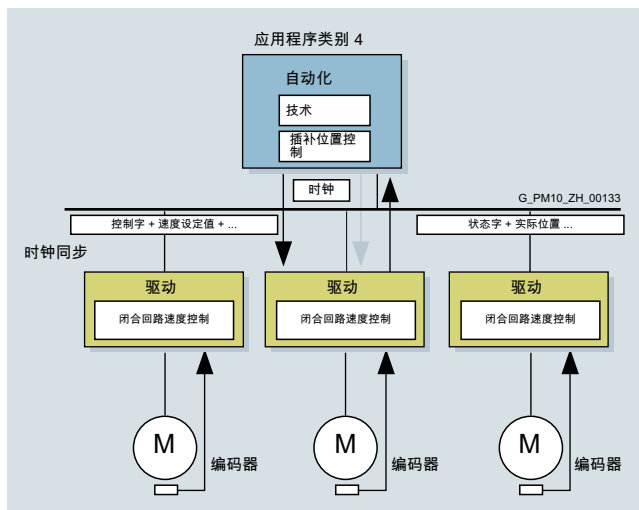 应用程序类别 4
自动化
技术
插补位置控
制
时钟
G_PM10_ZH_00133
控制字 + 速度设定值 + ...
状态字 + 实际位置 ...
时钟同步
驱动
驱动
驱动
闭合回路速度控制
闭合回路速度控制
闭合回路速度控制
M
M
M
编码器
编码器
编码器